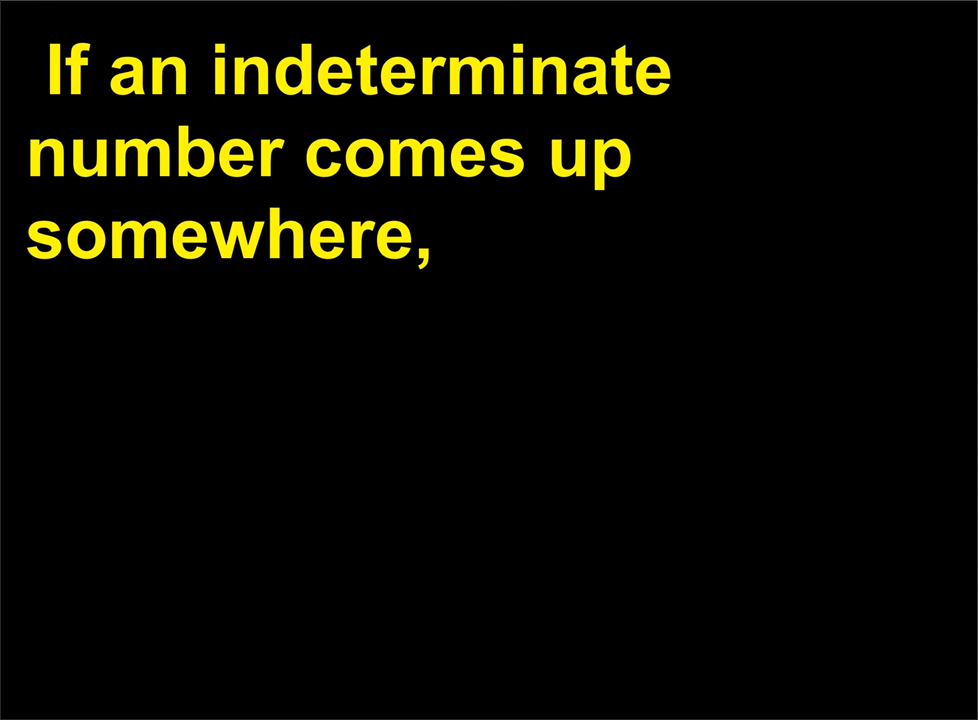 If an indeterminate
number comes up
somewhere,